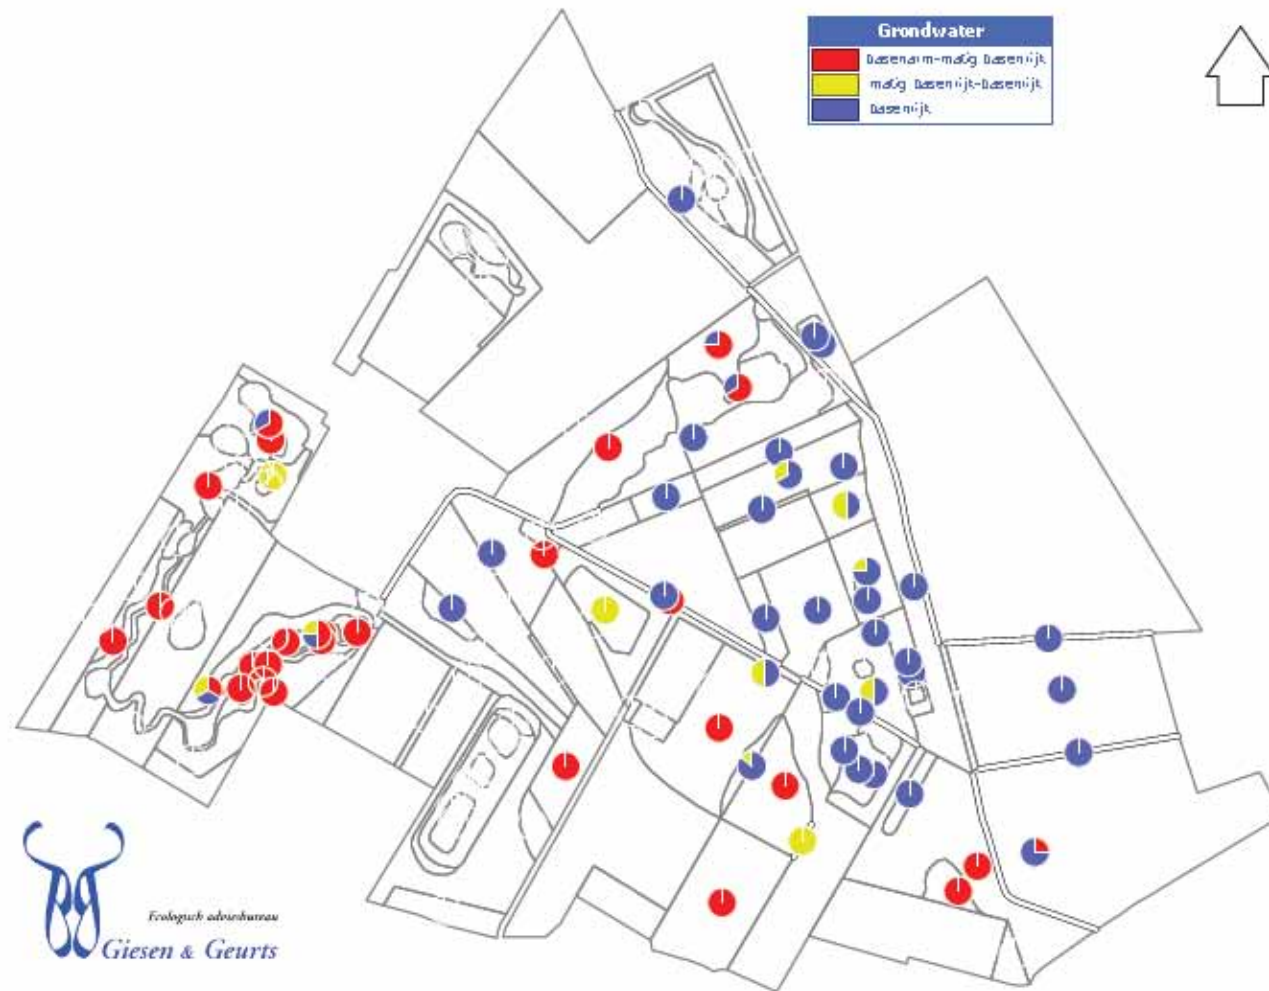 Grondwater
basenarm-matig basenrijk
matig basenrijk-basenrijk
basenrijk
Ecologisch adviesbureau
Giesen & Geurts